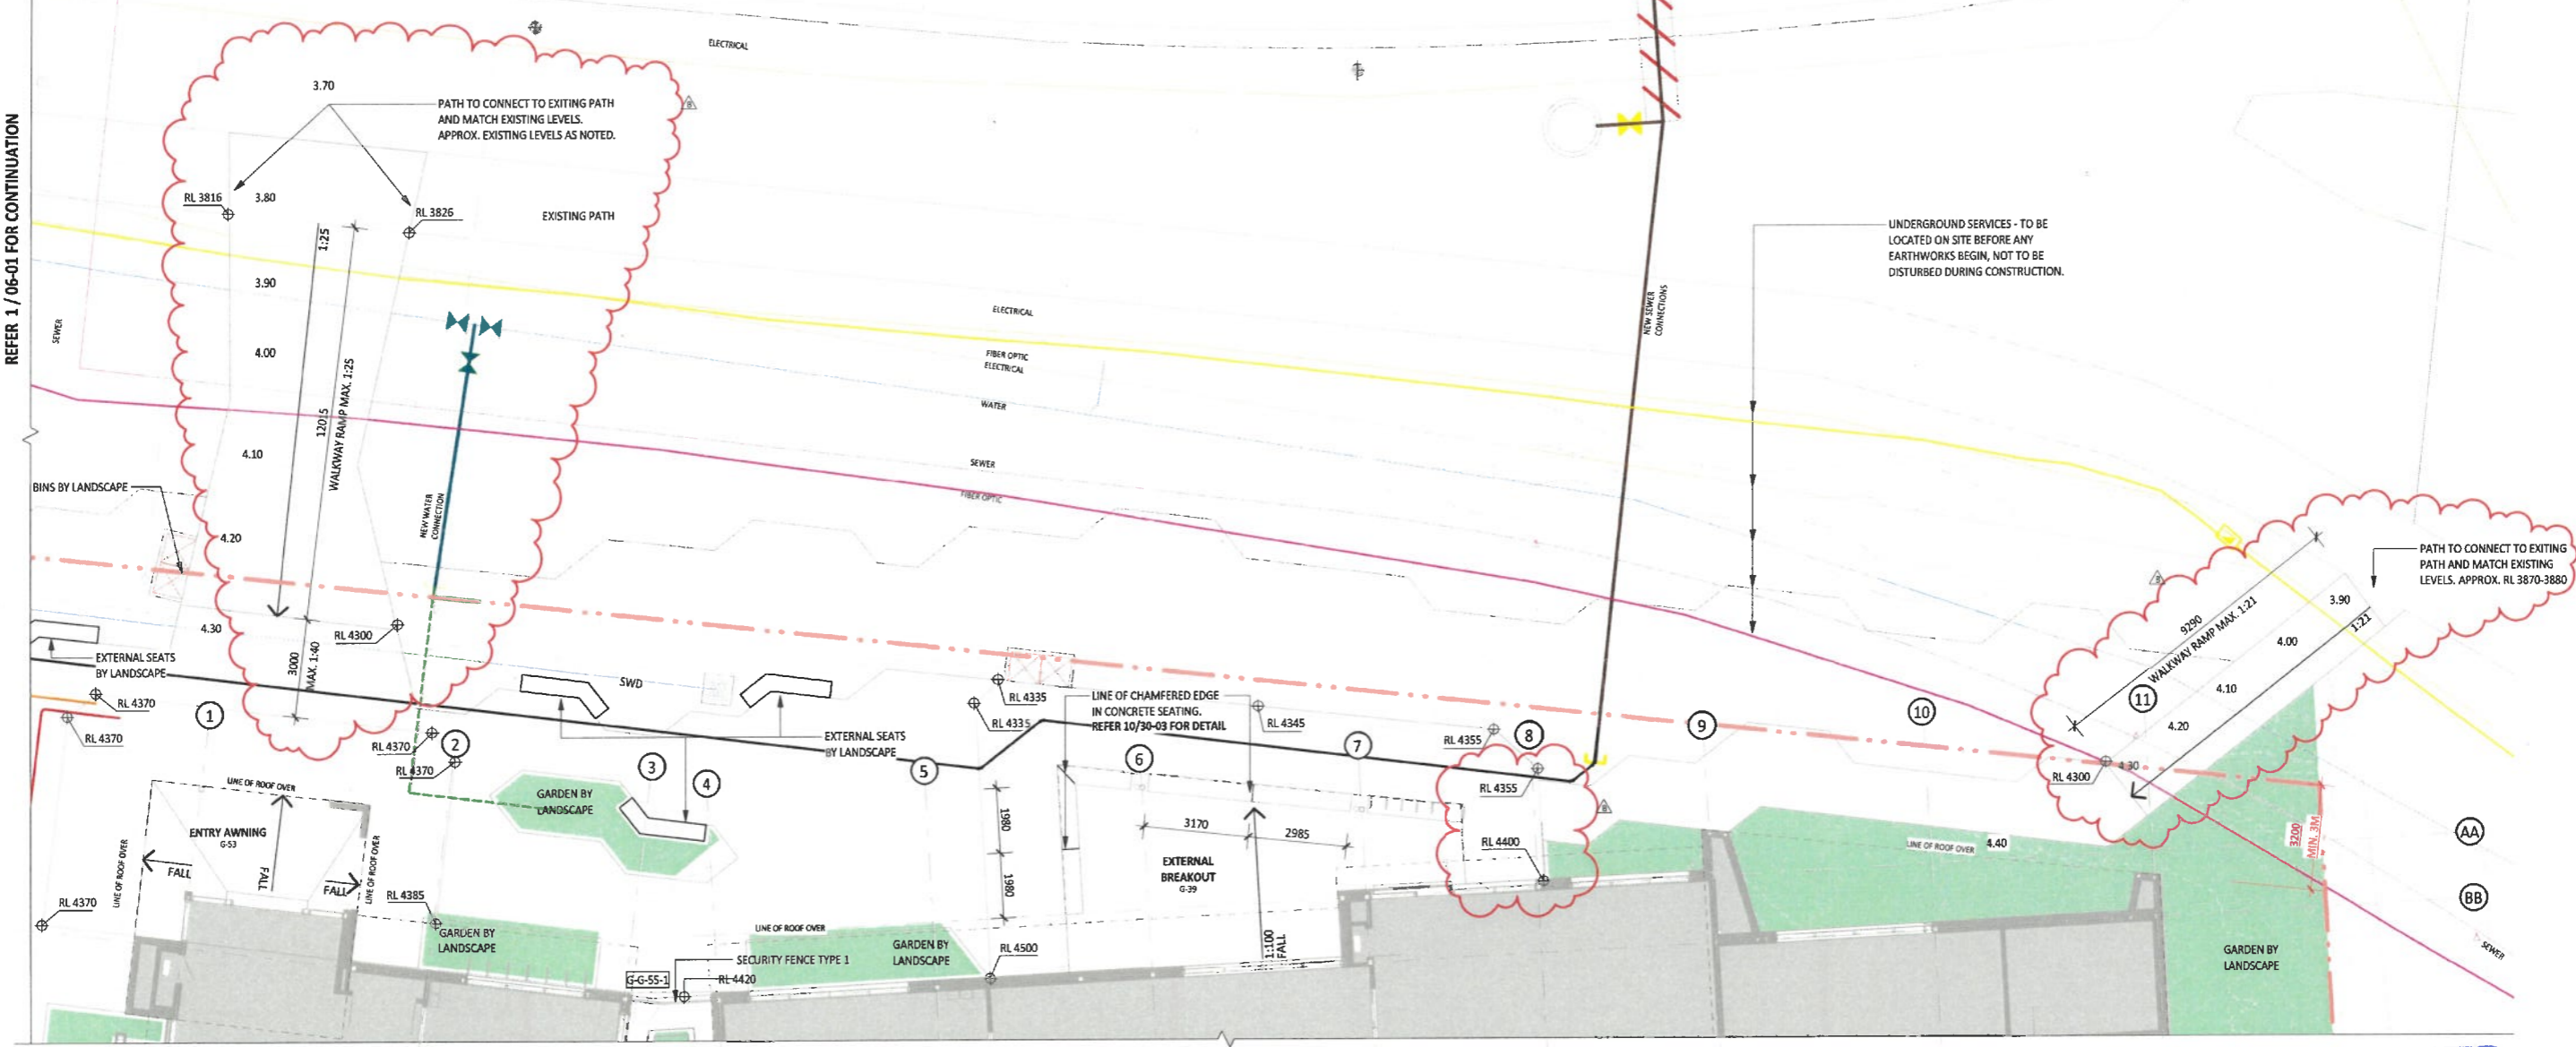 REFER 1 / 06-01 FOR CONTINUATION
ELECTRICAL
3.70
PATH TO CONNECT TO EXITING PATH
AND MATCH EXISTING LEVELS.
APPROX. EXISTING LEVELS AS NOTED.
B
RL 3816
3.80
RL 3826
EXISTING PATH
1:25
3.90
4.00
12015
WALKWAY RAMP MAX. 1:25
4.10
SEWER
BINS BY LANDSCAPE
4.20
NEW WATER
CONNECTION
4.30
RL 4300
3000
MAX. 1:40
EXTERNAL SEATS
BY LANDSCAPE
RL 4370
RL 4370
1
ELECTRICAL
FIBER OPTIC
ELECTRICAL
WATER
SEWER
FIBER OPTIC
NEW SEWER
CONNECTIONS
UNDERGROUND SERVICES - TO BE
LOCATED ON SITE BEFORE ANY
EARTHWORKS BEGIN, NOT TO BE
DISTURBED DURING CONSTRUCTION.
SWD
RL 4370
2
RL 4370
3
4
EXTERNAL SEATS
BY LANDSCAPE
5
RL 4335
RL 4335
LINE OF CHAMFERED EDGE
IN CONCRETE SEATING.
REFER 10/30-03 FOR DETAIL
RL 4345
6
7
RL 4355
8
RL 4355
B
9
10
11
RL 4300
4.30
4.20
4.10
4.00
3.90
9290
WALKWAY RAMP MAX. 1:21
1:21
B
PATH TO CONNECT TO EXITING
PATH AND MATCH EXISTING
LEVELS. APPROX. RL 3870-3880
LINE OF ROOF OVER
ENTRY AWNING
G-53
LINE OF ROOF OVER
LINE OF ROOF OVER
FALL
FALL
FALL
RL 4370
RL 4385
GARDEN BY
LANDSCAPE
GARDEN BY
LANDSCAPE
LINE OF ROOF OVER
GARDEN BY
LANDSCAPE
SECURITY FENCE TYPE 1
G-G-55-1
RL 4420
RL 4500
1980
1980
3170
2985
EXTERNAL
BREAKOUT
G-39
1:100
FALL
RL 4400
LINE OF ROOF OVER
4.40
3200
MIN. 3M
AA
BB
SEWER
GARDEN BY
LANDSCAPE